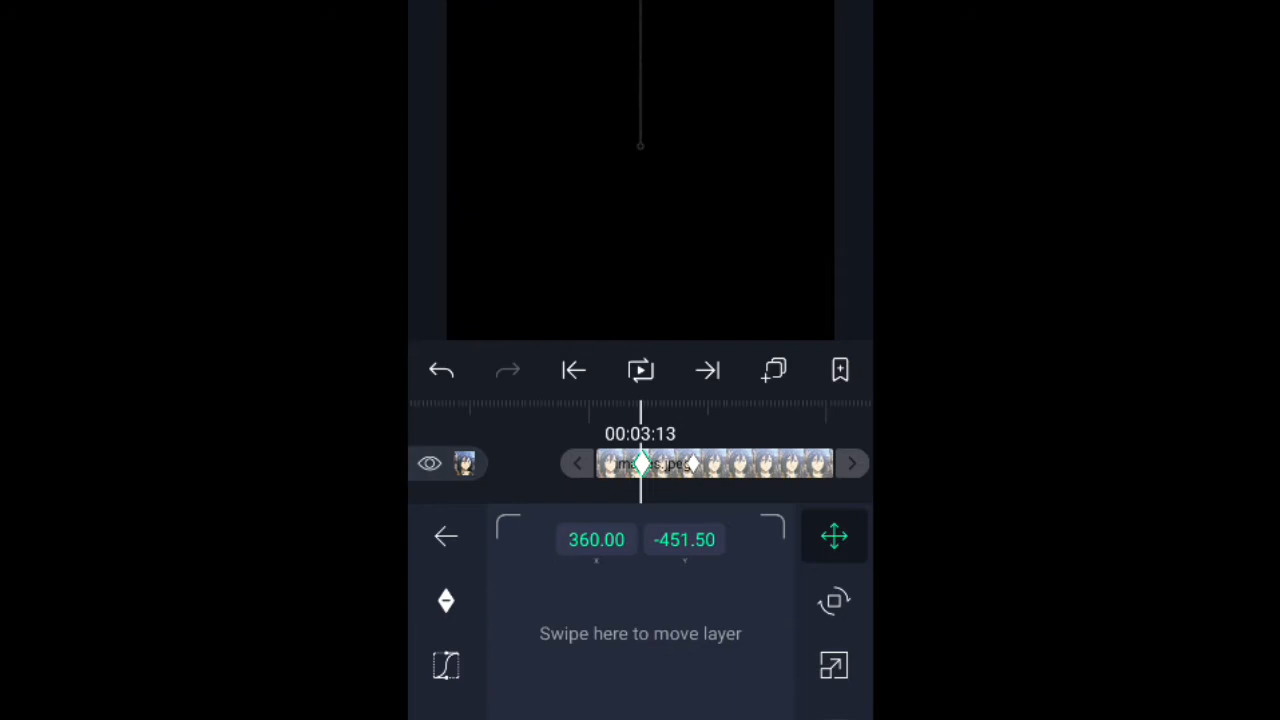 00:03:13
images.jpeg
360.00 -451.50
X Y
Swipe here to move layer